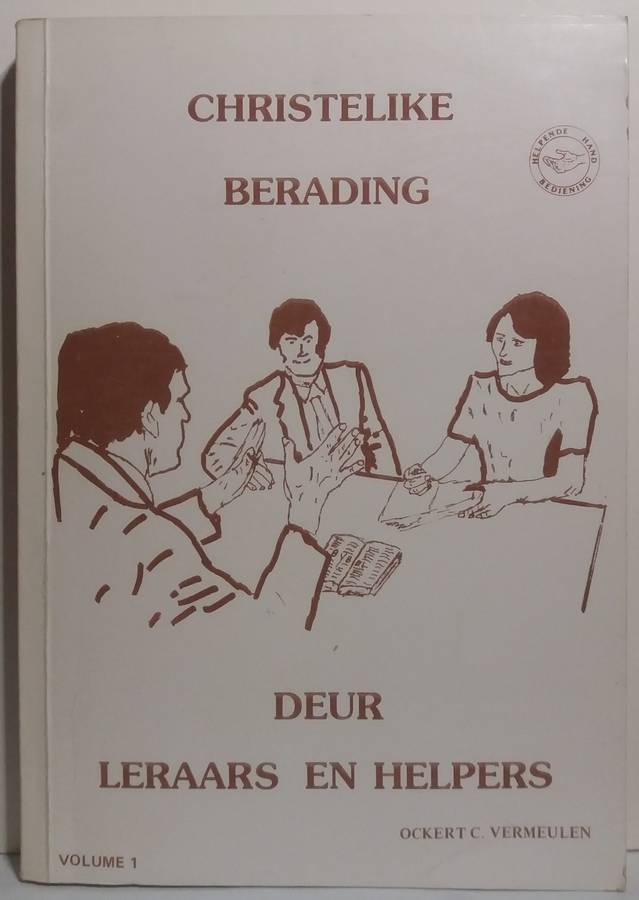 CHRISTELIKE
BERADING
HELPENDE HAND
BEDIENING
DEUR
LERAARS EN HELPERS
OCKERT C. VERMEULEN
VOLUME 1